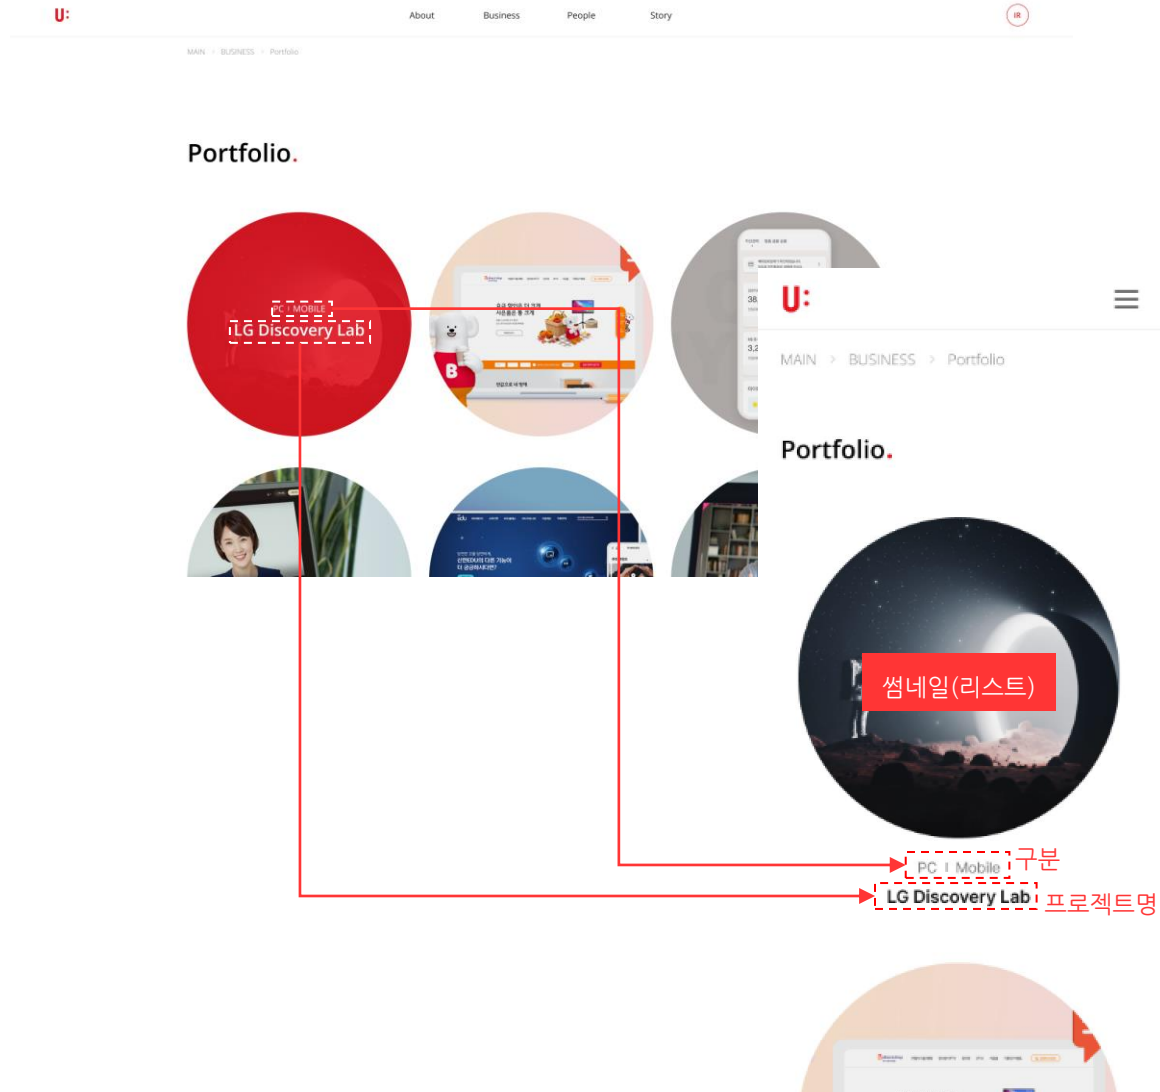 U:
About
Business
People
Story
IR
MAIN > BUSINESS > Portfolio
Portfolio.
PC | MOBILE
LG Discovery Lab
B
edu
U:
MAIN > BUSINESS > Portfolio
Portfolio.
썸네일(리스트)
PC | Mobile
구분
LG Discovery Lab
프로젝트명